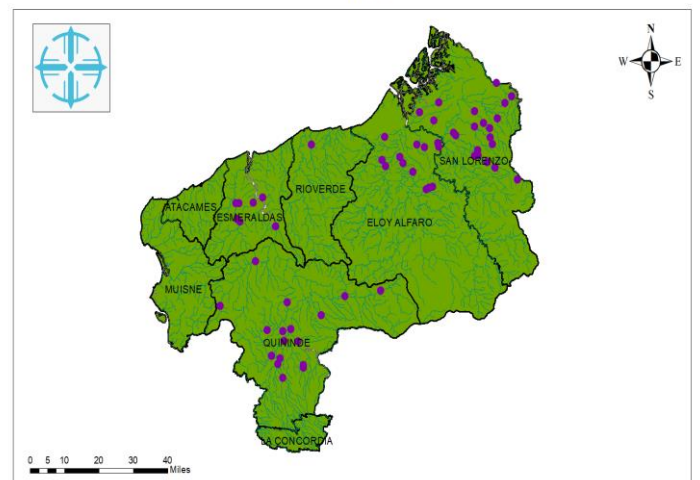 N
W E
S
SAN LORENZO
RIOVERDE
ATACAMES
ESMERALDAS
ELOY ALFARO
MUISNE
QUININDE
LA CONCORDIA
0 5 10 20 30 40
Miles